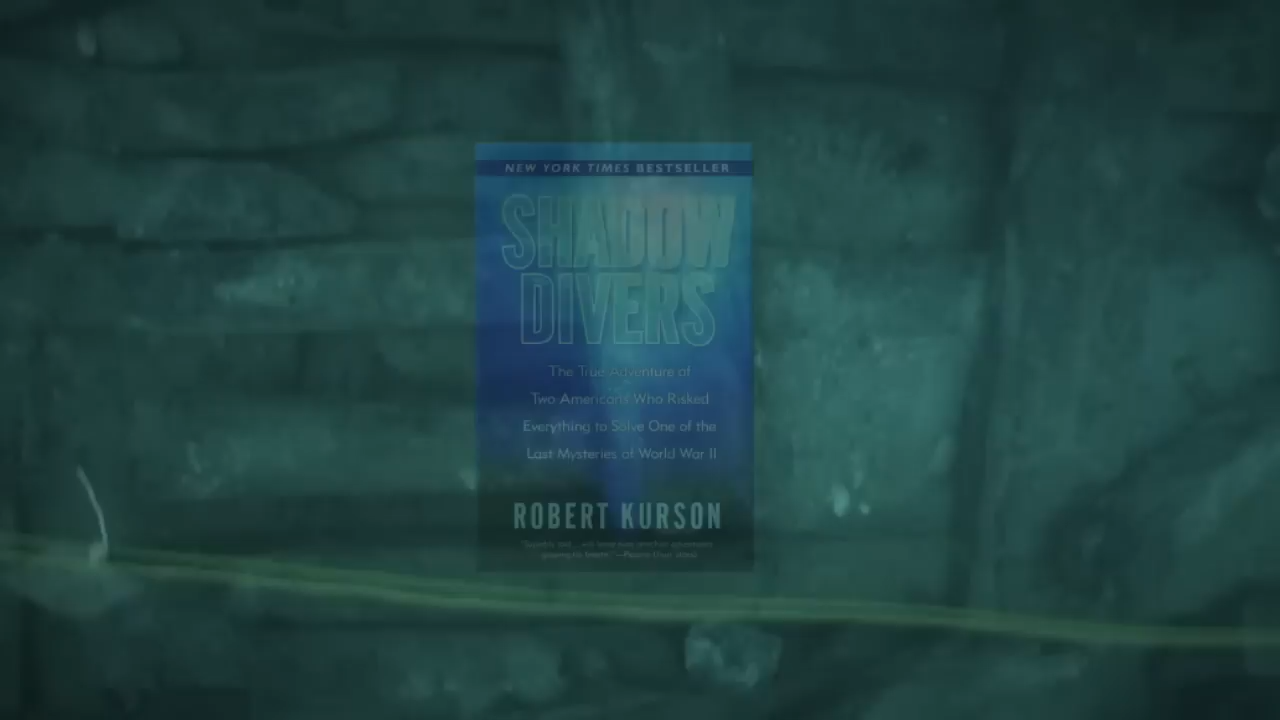 NEW YORK TIMES BESTSELLER
SHADOW
DIVERS
The True Adventure of
Two Americans Who Risked
Everything to Solve One of the
Last Mysteries of World War II
ROBERT KURSON